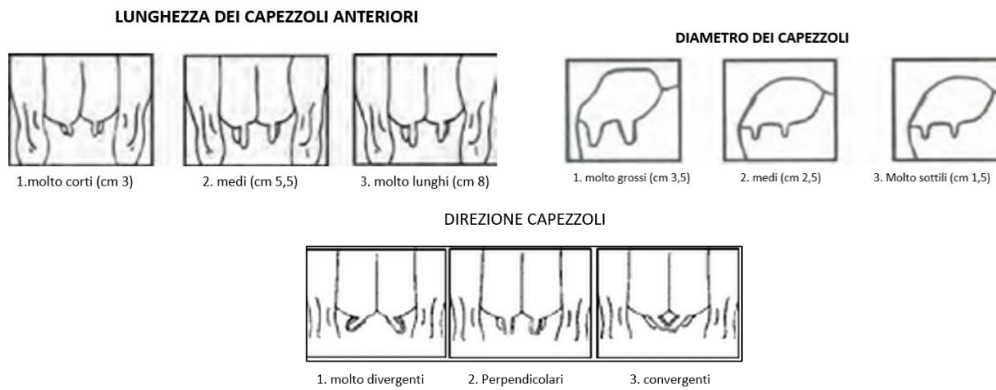 LUNGHEZZA DEI CAPEZZOLI ANTERIORI
1.molto corti (cm 3)
2. medi (cm 5,5)
3. molto lunghi (cm 8)
DIAMETRO DEI CAPEZZOLI
1. molto grossi (cm 3,5)
2. medi (cm 2,5)
3. Molto sottili (cm 1,5)
DIREZIONE CAPEZZOLI
1. molto divergenti
2. Perpendicolari
3. convergenti